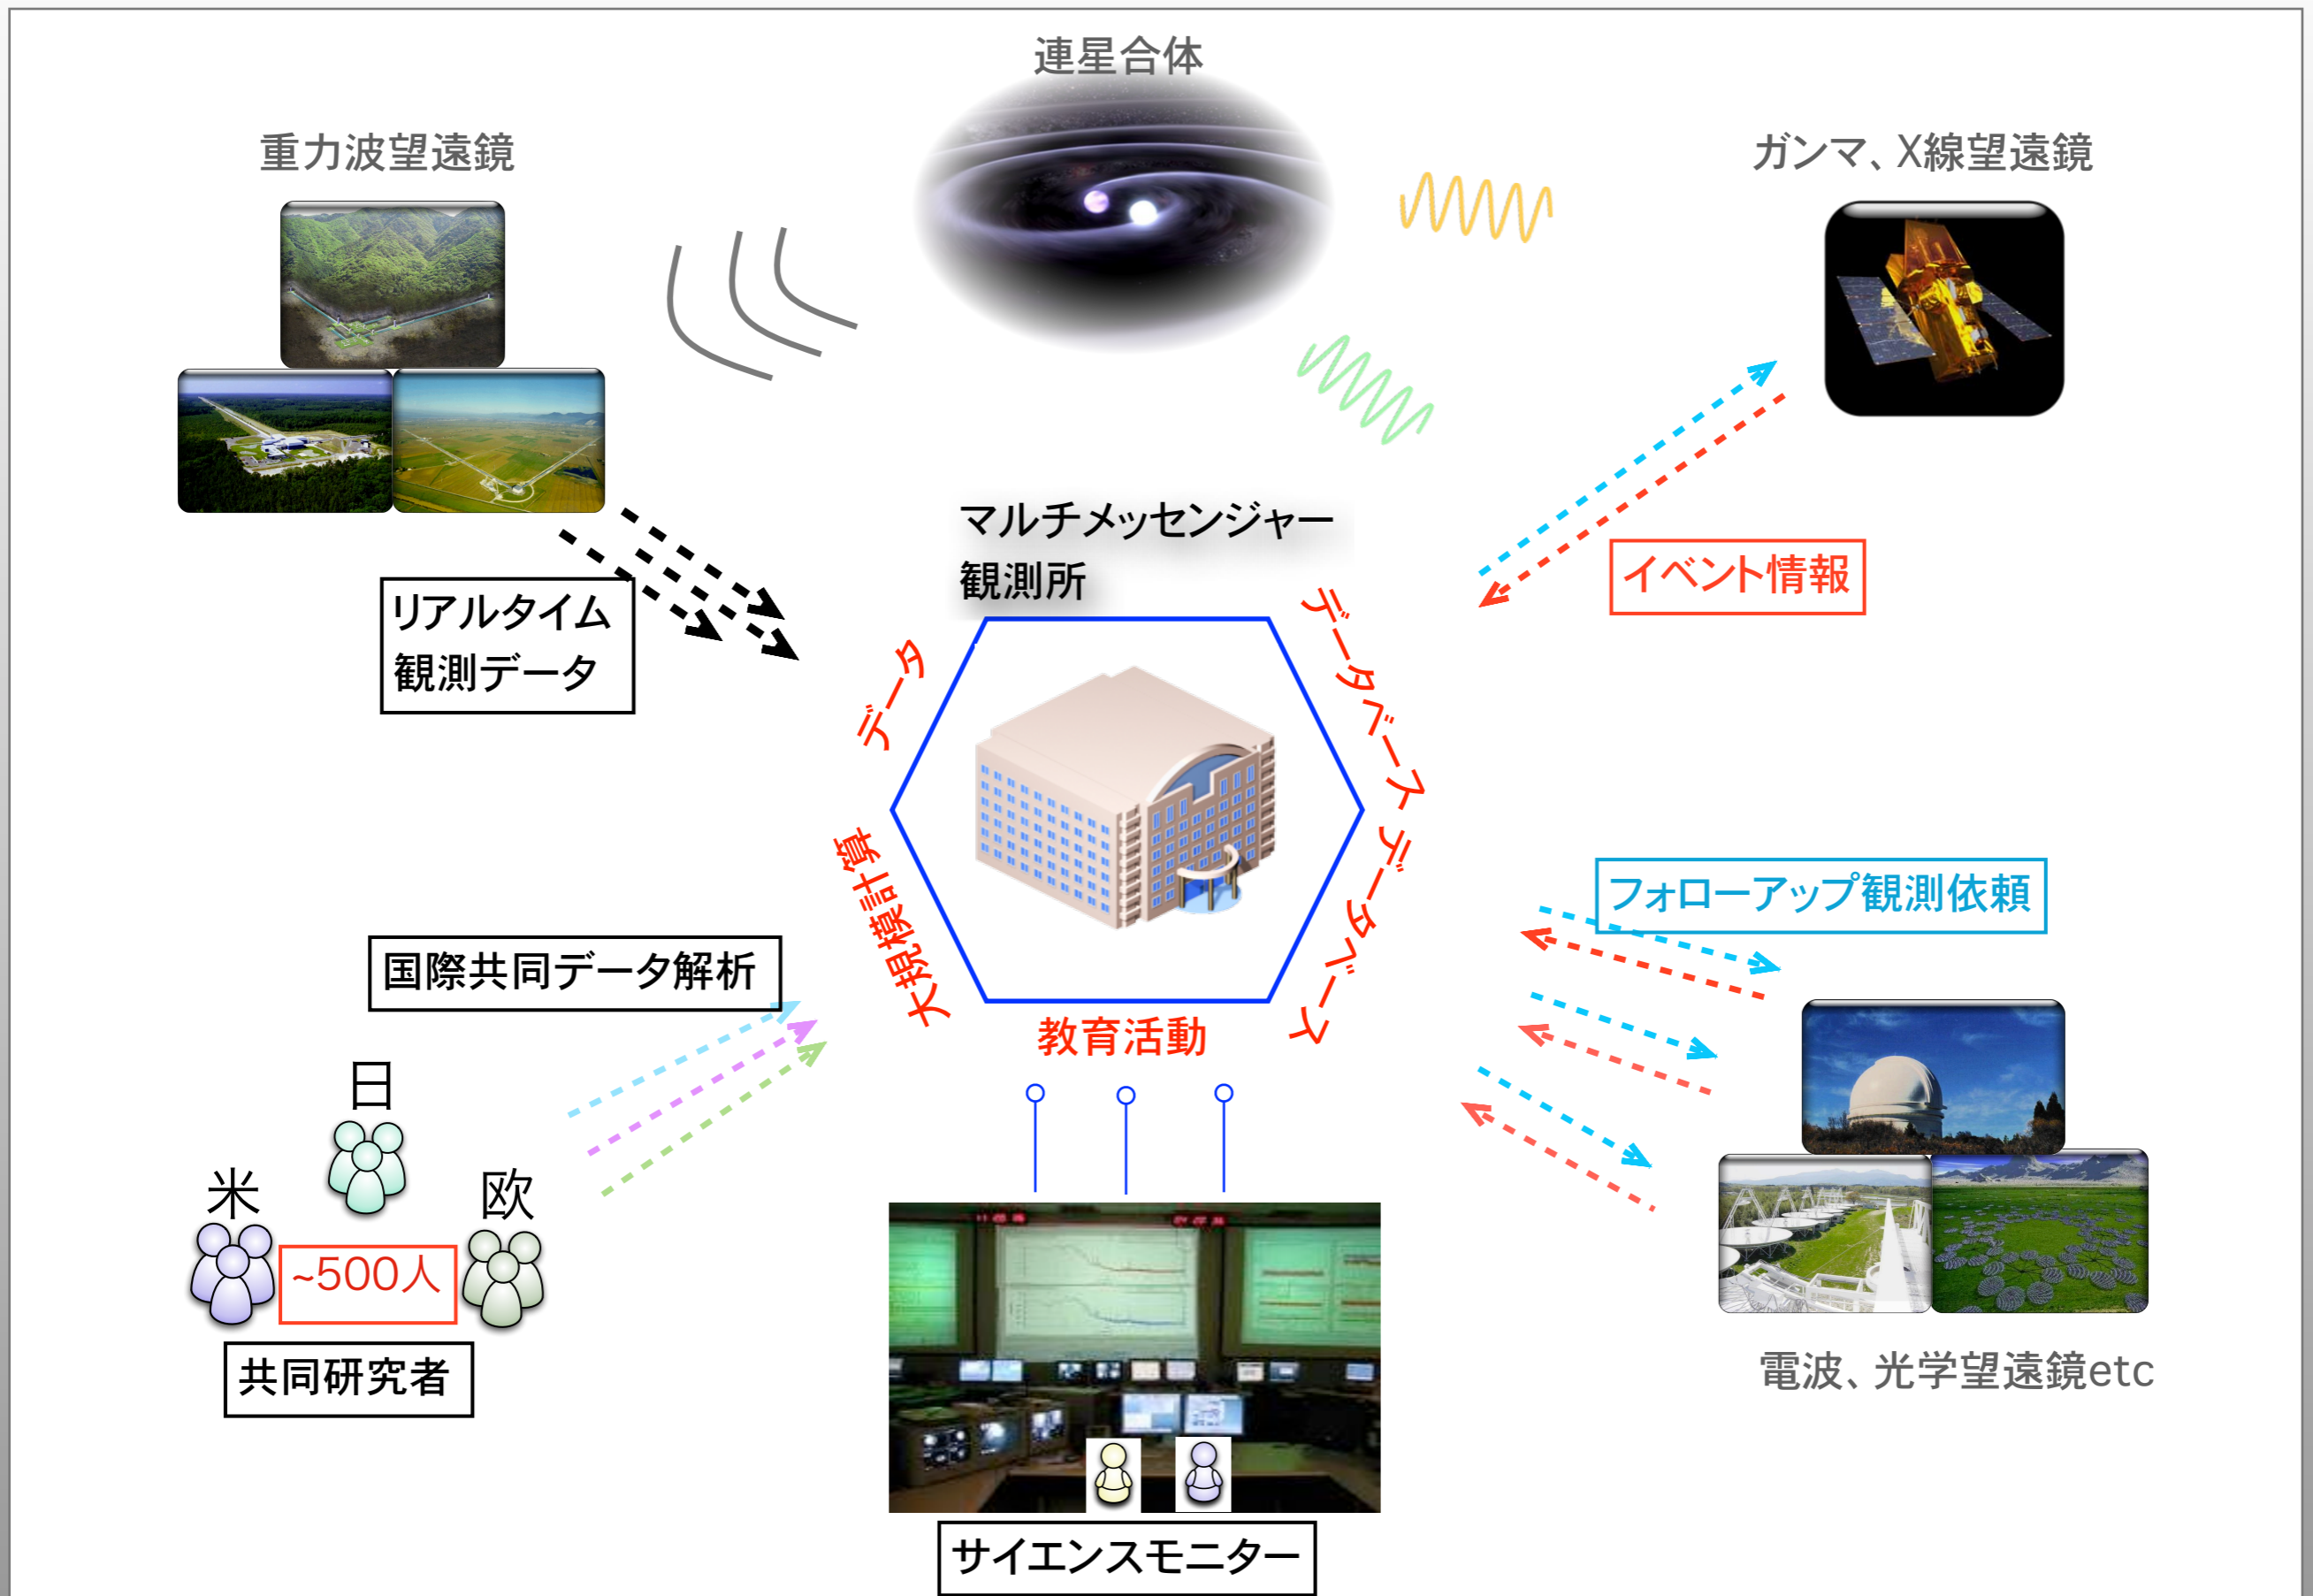 連星合体
重力波望遠鏡
ガンマ、X線望遠鏡
マルチメッセンジャー
観測所
イベント情報
リアルタイム
観測データ
データ
データベース
大規模計算
データベース
教育活動
フォローアップ観測依頼
国際共同データ解析
日
米
欧
~500人
共同研究者
電波、光学望遠鏡etc
サイエンスモニター